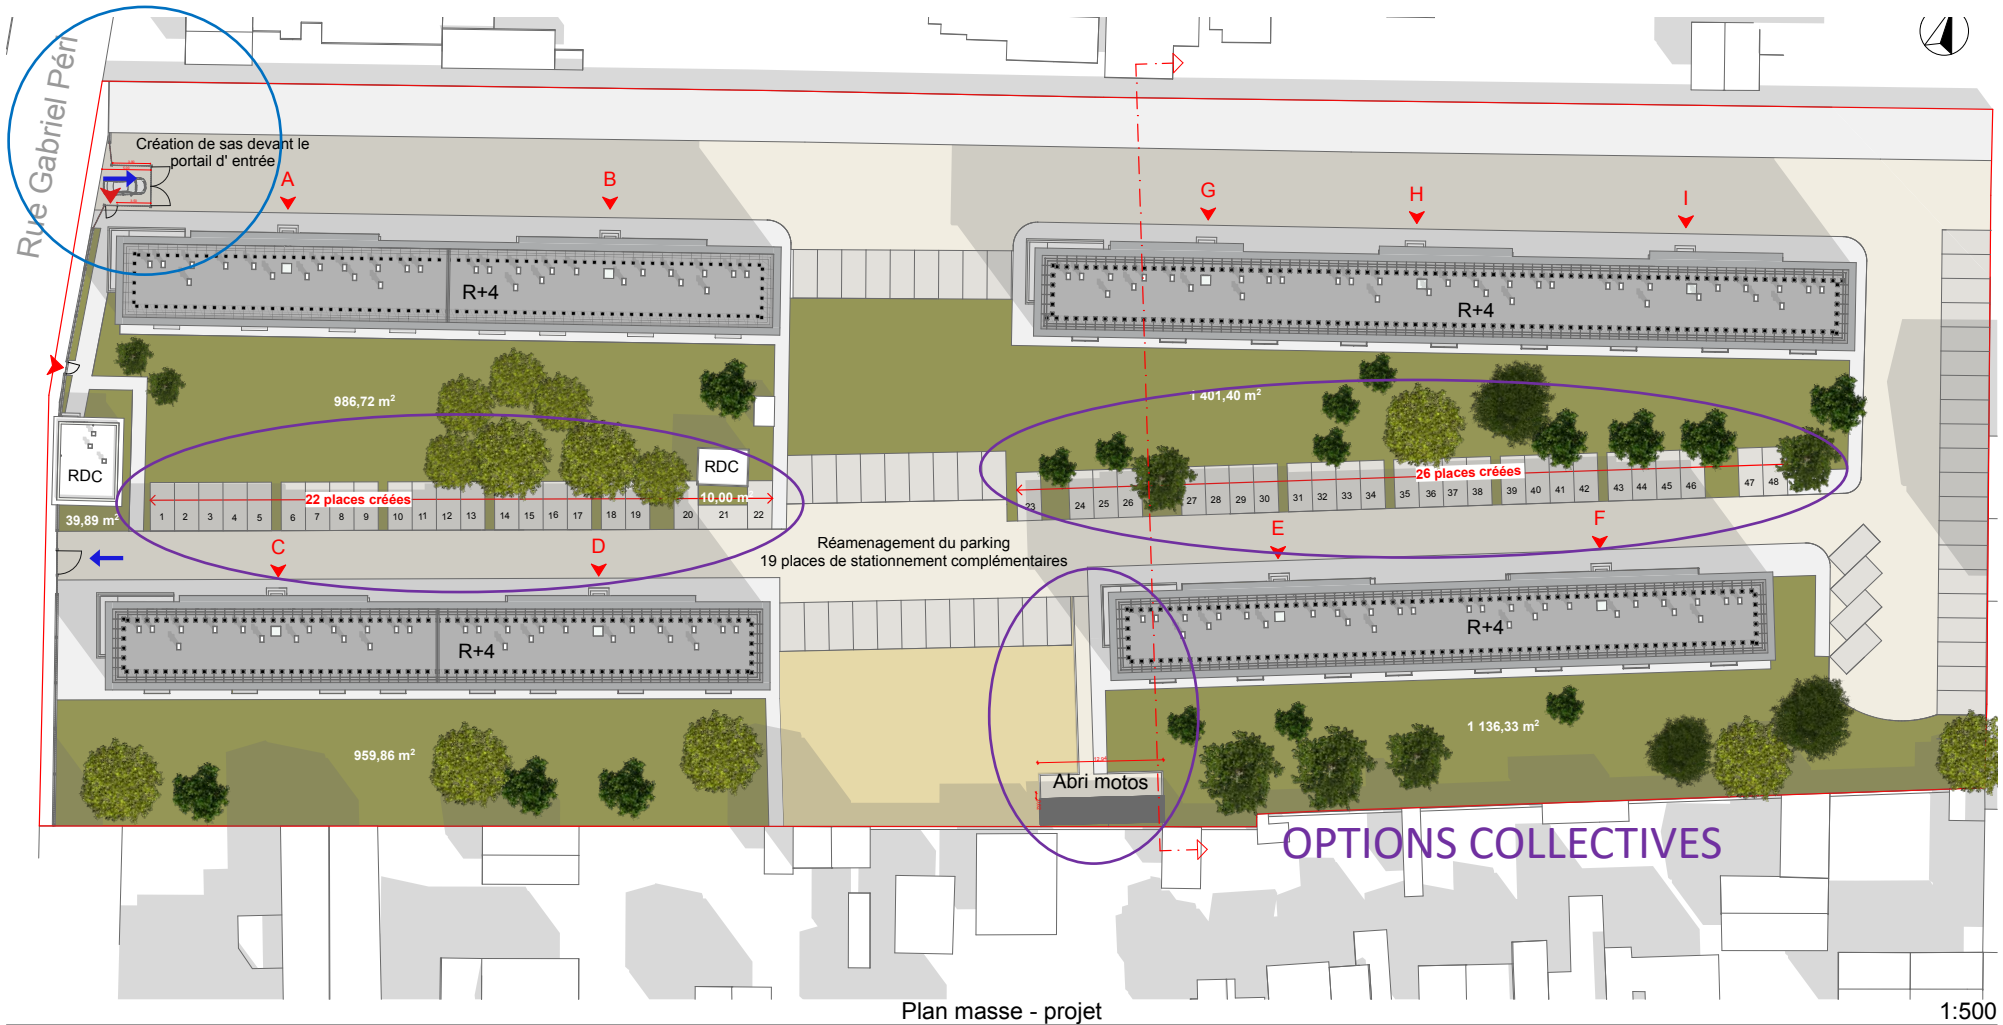 Rue Gabriel Péri
Création de sas devant le
portail d' entrée
A
B
G
H
I
R+4
R+4
986,72 m²
1 401,40 m²
RDC
RDC
22 places créées
10,00 m²
26 places créées
39,89 m²
1 2 3 4 5 6 7 8 9 10 11 12 13 14 15 16 17 18 19 20 21 22
23 24 25 26 27 28 29 30 31 32 33 34 35 36 37 38 39 40 41 42 43 44 45 46 47 48
C
D
E
F
Réamenagement du parking
19 places de stationnement complémentaires
R+4
R+4
959,86 m²
1 136,33 m²
Abri motos
OPTIONS COLLECTIVES
Plan masse - projet
1:500